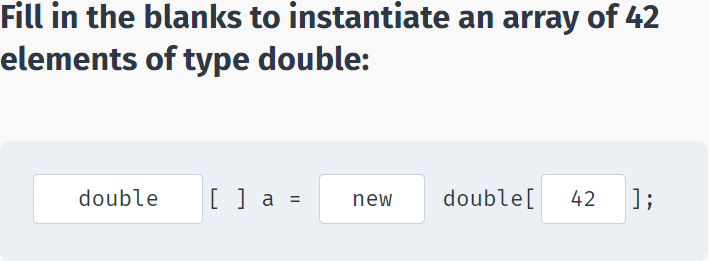 Fill in the blanks to instantiate an array of 42
elements of type double:
double [ ] a = new double[ 42 ];